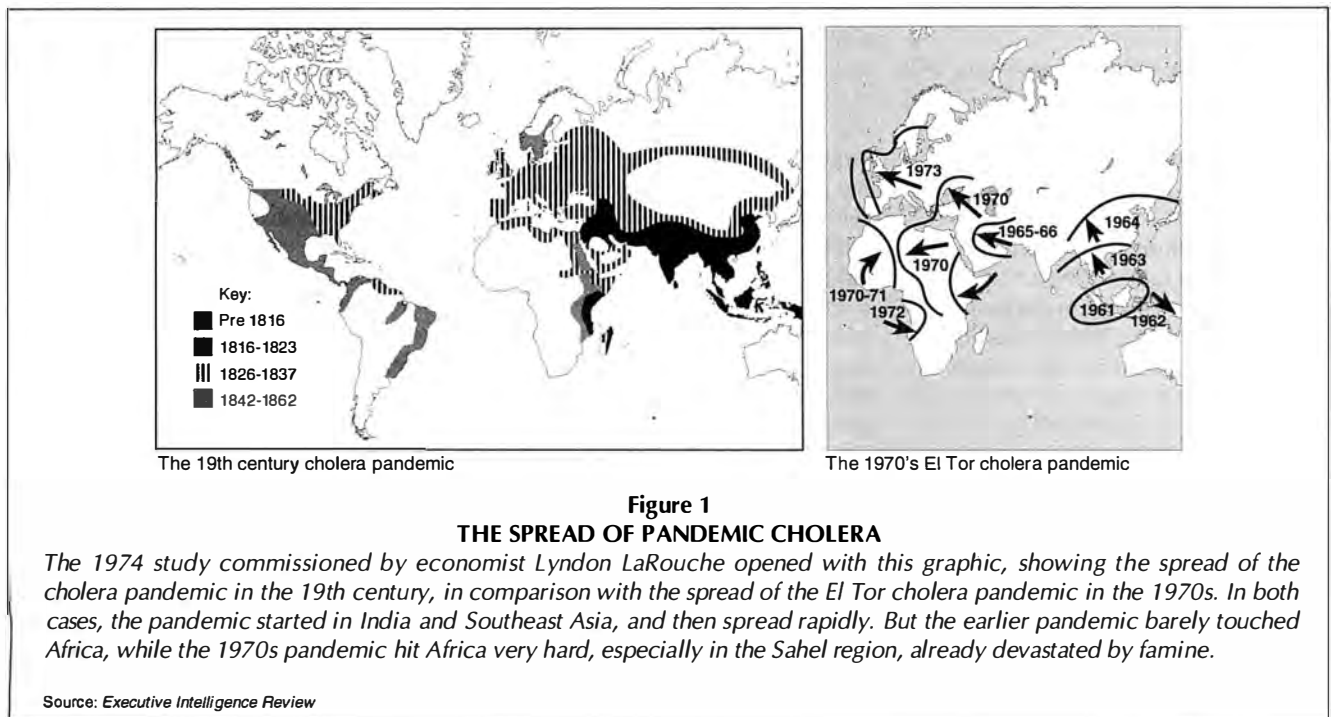 Key:
Pre 1816
1816-1823
1826-1837
1842-1862
1973
1970
1965-66
1964
1963
1970
1970-71
1972
1961
1962
The 19th century cholera pandemic
The 1970's El Tor cholera pandemic
Figure 1
THE SPREAD OF PANDEMIC CHOLERA
The 1974 study commissioned by economist Lyndon LaRouche opened with this graphic, showing the spread of the
cholera pandemic in the 19th century, in comparison with the spread of the El Tor cholera pandemic in the 1970s. In both
cases, the pandemic started in India and Southeast Asia, and then spread rapidly. But the earlier pandemic barely touched
Africa, while the 1970s pandemic hit Africa very hard, especially in the Sahel region, already devastated by famine.
Source: Executive Intelligence Review